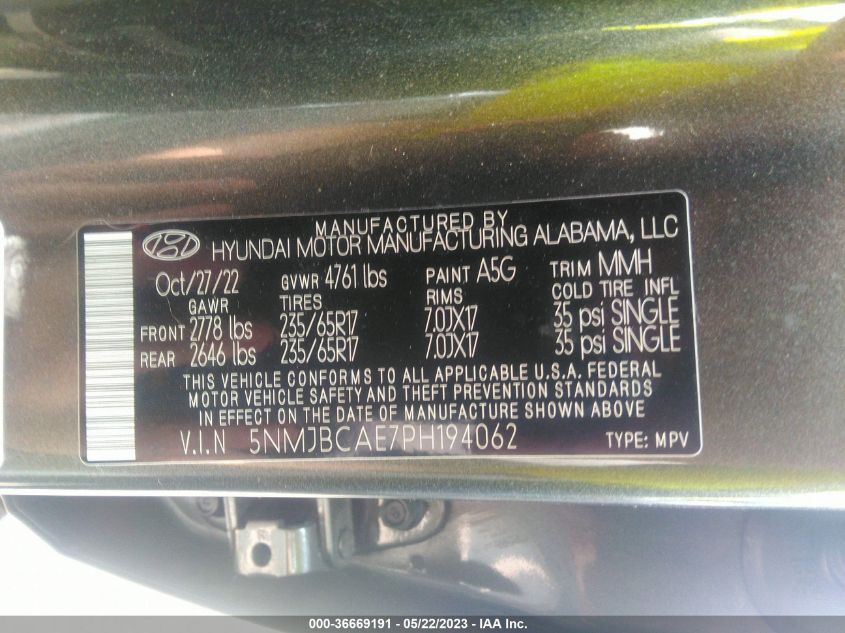 MANUFACTURED BY
HYUNDAI MOTOR MANUFACTURING ALABAMA, LLC
Oct/27/22 GVWR 4761 lbs PAINT A5G TRIM MMH
GAWR TIRES RIMS COLD TIRE INFL
FRONT 2778 lbs 235/65R17 7.0JX17 35 psi SINGLE
REAR 2646 lbs 235/65R17 7.0JX17 35 psi SINGLE
THIS VEHICLE CONFORMS TO ALL APPLICABLE U.S.A. FEDERAL
MOTOR VEHICLE SAFETY AND THEFT PREVENTION STANDARDS
IN EFFECT ON THE DATE OF MANUFACTURE SHOWN ABOVE
V.I.N 5NMJBCAE7PH194062 TYPE: MPV
000-36669191 - 05/22/2023 - COPYRIGHT © 2023, IAA, LLC.